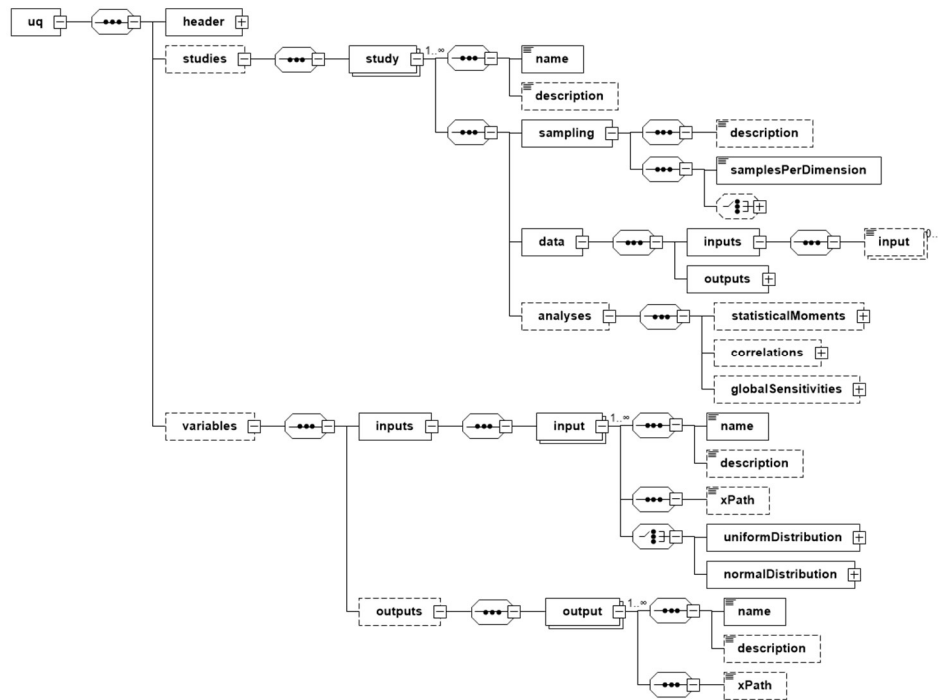 uq
header
studies
study
1..∞
name
description
sampling
description
samplesPerDimension
data
inputs
input
0..
outputs
analyses
statisticalMoments
correlations
globalSensitivities
variables
inputs
input
1..∞
name
description
xPath
uniformDistribution
normalDistribution
outputs
output
1..∞
name
description
xPath